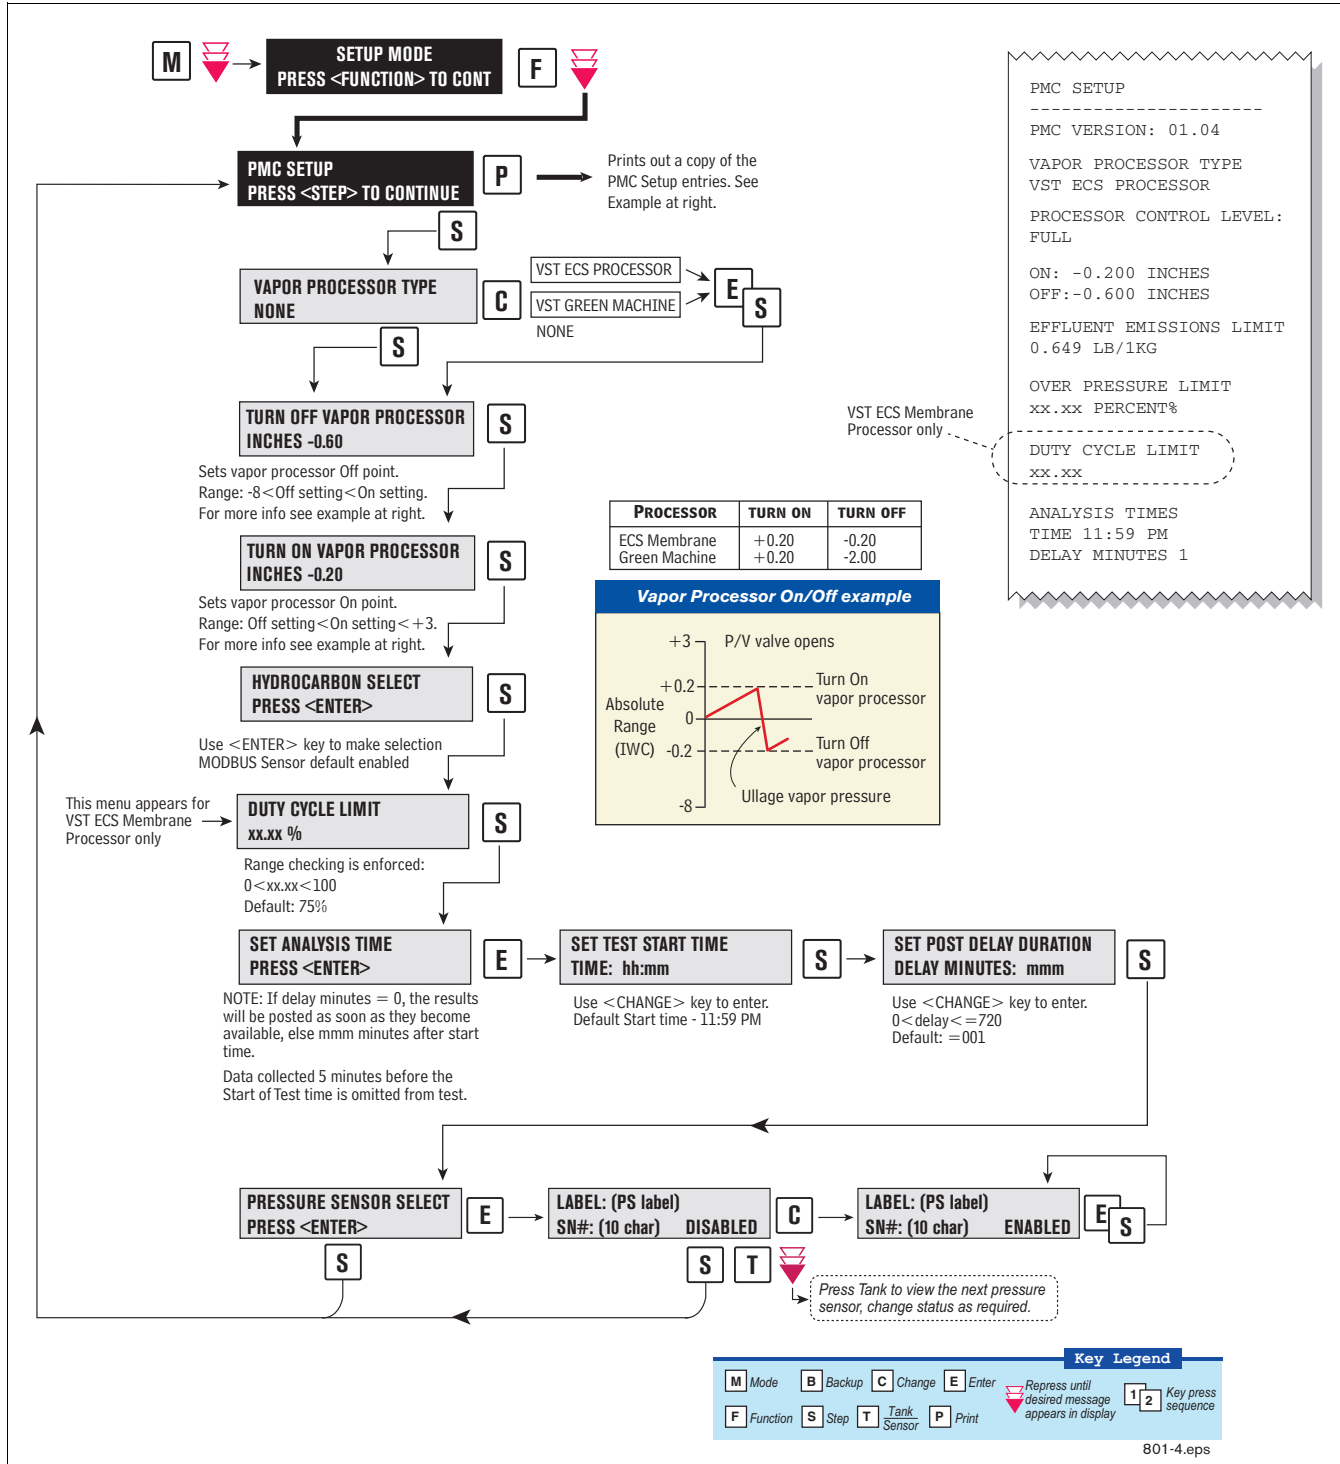 M
SETUP MODE
PRESS <FUNCTION> TO CONT
F
PMC SETUP
PRESS <STEP> TO CONTINUE
P
Prints out a copy of the
PMC Setup entries. See
Example at right.
S
VAPOR PROCESSOR TYPE
NONE
C
VST ECS PROCESSOR
VST GREEN MACHINE
NONE
E
S
S
TURN OFF VAPOR PROCESSOR
INCHES -0.60
S
Sets vapor processor Off point.
Range: -8<Off setting<On setting.
For more info see example at right.
TURN ON VAPOR PROCESSOR
INCHES -0.20
S
Sets vapor processor On point.
Range: Off setting<On setting<+3.
For more info see example at right.
HYDROCARBON SELECT
PRESS <ENTER>
S
Use <ENTER> key to make selection
MODBUS Sensor default enabled
This menu appears for
VST ECS Membrane
Processor only
DUTY CYCLE LIMIT
xx.xx %
S
Range checking is enforced:
0<xx.xx<100
Default: 75%
PROCESSOR TURN ON TURN OFF
ECS Membrane +0.20 -0.20
Green Machine +0.20 -2.00
Vapor Processor On/Off example
+3
P/V valve opens
+0.2
Turn On
vapor processor
Absolute
Range
(IWC)
0
-0.2
Turn Off
vapor processor
Ullage vapor pressure
-8
PMC SETUP
----------------------
PMC VERSION: 01.04
VAPOR PROCESSOR TYPE
VST ECS PROCESSOR
PROCESSOR CONTROL LEVEL:
FULL
ON: -0.200 INCHES
OFF:-0.600 INCHES
EFFLUENT EMISSIONS LIMIT
0.649 LB/1KG
OVER PRESSURE LIMIT
xx.xx PERCENT%
VST ECS Membrane
Processor only
DUTY CYCLE LIMIT
xx.xx
ANALYSIS TIMES
TIME 11:59 PM
DELAY MINUTES 1
SET ANALYSIS TIME
PRESS <ENTER>
E
SET TEST START TIME
TIME: hh:mm
S
SET POST DELAY DURATION
DELAY MINUTES: mmm
S
NOTE: If delay minutes = 0, the results
will be posted as soon as they become
available, else mmm minutes after start
time.
Data collected 5 minutes before the
Start of Test time is omitted from test.
Use <CHANGE> key to enter.
Default Start time - 11:59 PM
Use <CHANGE> key to enter.
0<delay<=720
Default: =001
PRESSURE SENSOR SELECT
PRESS <ENTER>
E
LABEL: (PS label)
SN#: (10 char) DISABLED
C
LABEL: (PS label)
SN#: (10 char) ENABLED
E
S
S
S
T
Press Tank to view the next pressure
sensor, change status as required.
Key Legend
M Mode
B Backup
C Change
E Enter
F Function
S Step
T Tank
Sensor
P Print
Repress until
desired message
appears in display
1
2
Key press
sequence
801-4.eps